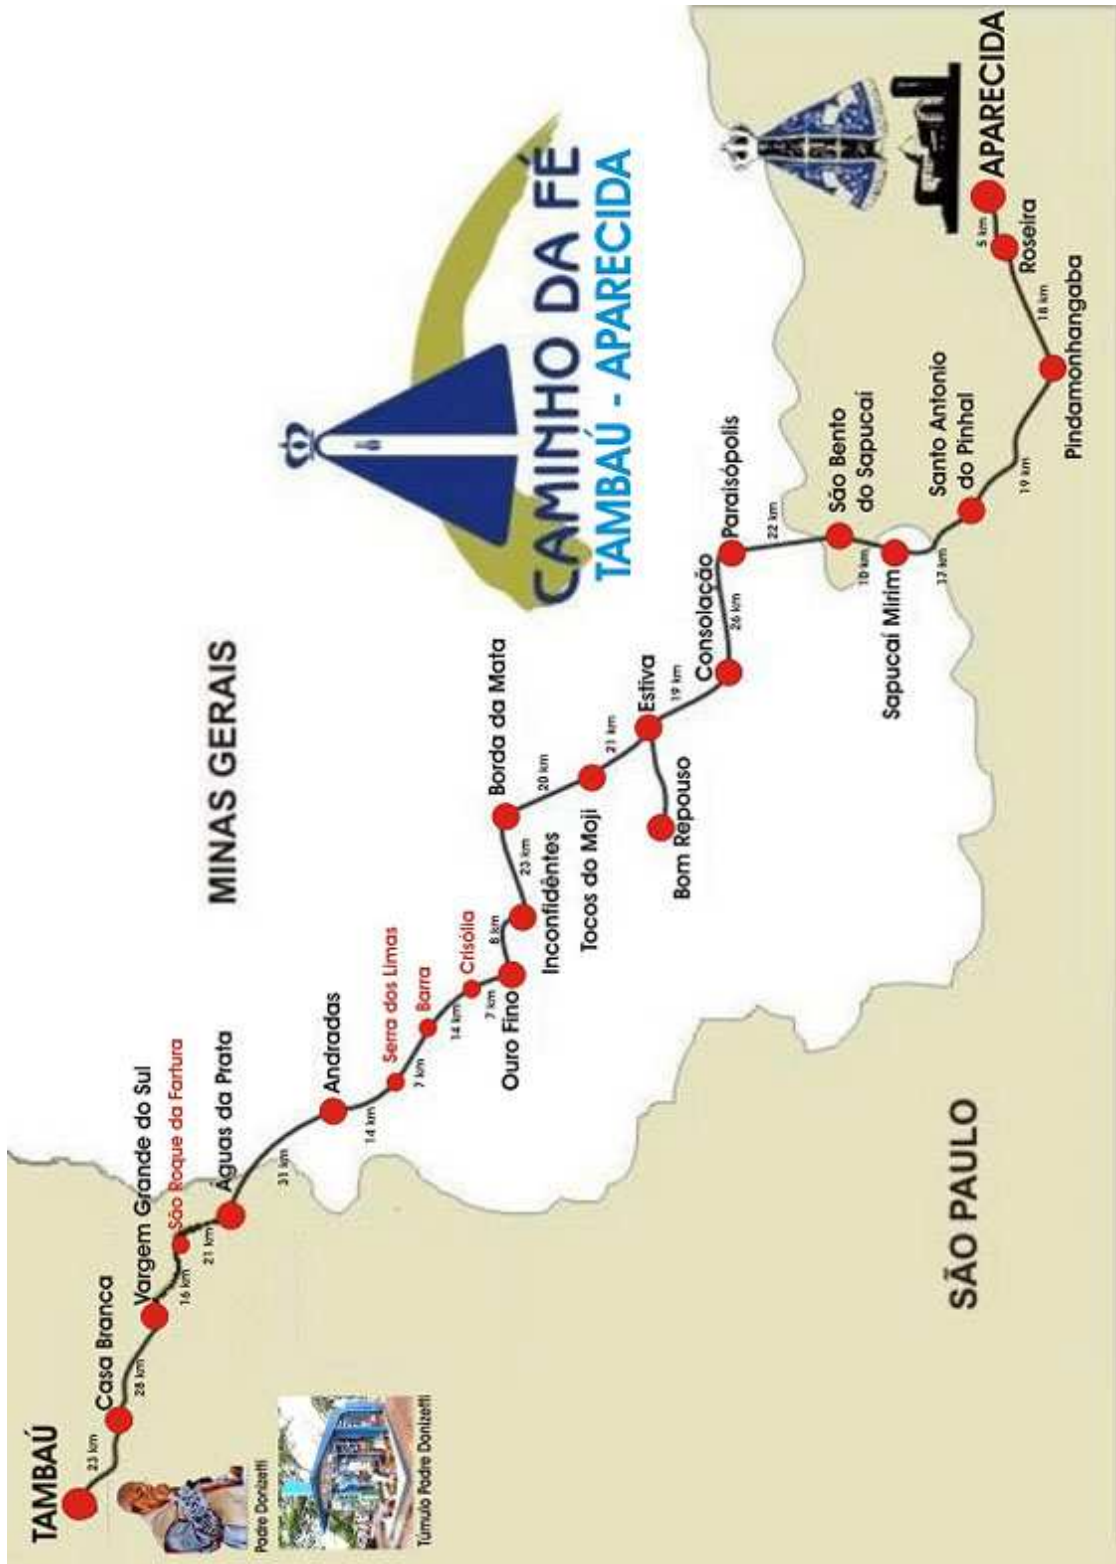 TAMBAÚ
23 km
Casa Branca
28 km
Vargem Grande do Sul
16 km
São Roque da Fartura
21 km
Águas da Prata
31 km
Andradas
14 km
Serra dos Limas
7 km
Barra
14 km
Crisólia
7 km
Ouro Fino
8 km
Inconfidêntes
23 km
Borda da Mata
20 km
Tocos do Moji
21 km
Estiva
Bom Repouso
19 km
Consolação
26 km
Paraisópolis
22 km
São Bento
do Sapucaí
10 km
Sapucaí Mirim
17 km
Santo Antonio
do Pinhal
19 km
Pindamonhangaba
18 km
Roseira
5 km
APARECIDA
MINAS GERAIS
CAMINHO DA FÉ
TAMBAÚ - APARECIDA
SÃO PAULO
Padre Donizetti
Túmulo Padre Donizetti